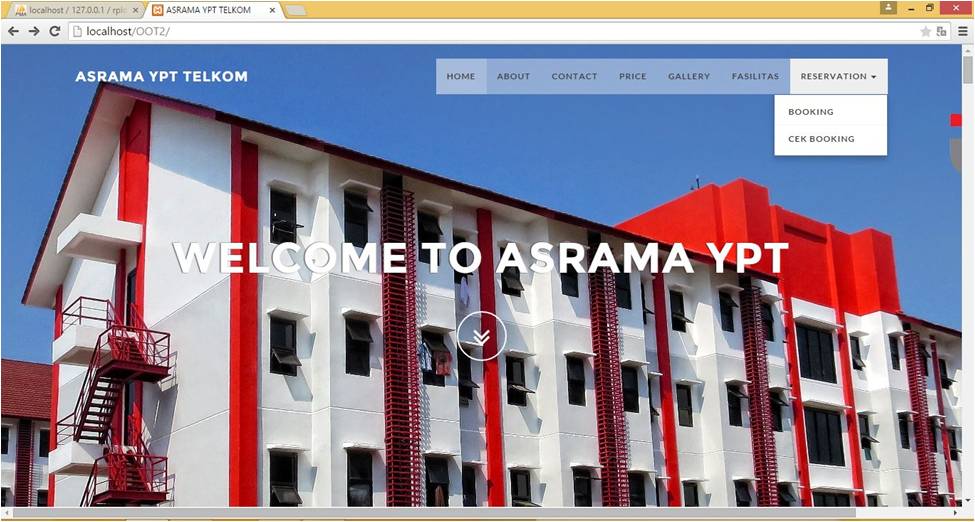 localhost / 127.0.0.1 / rpl
ASRAMA YPT TELKOM
localhost/OOT2/
ASRAMA YPT TELKOM
HOME ABOUT CONTACT PRICE GALLERY FASILITAS RESERVATION
BOOKING
CEK BOOKING
WELCOME TO ASRAMA YPT